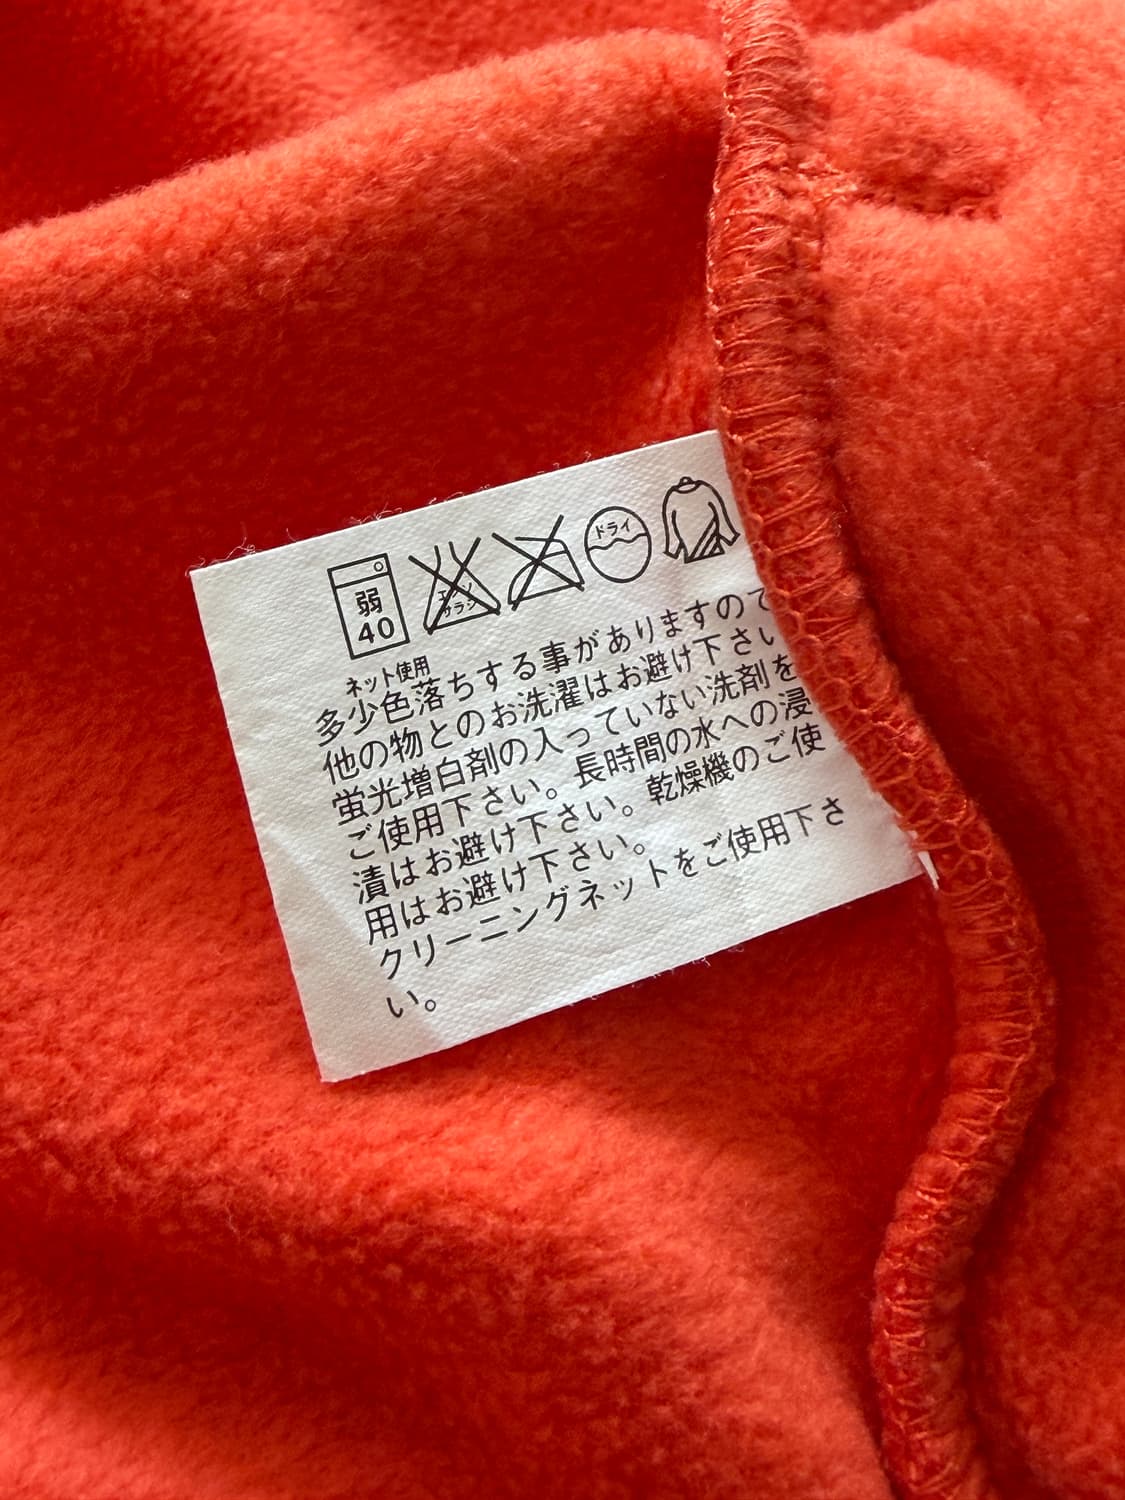 弱
40
エンソ
サラシ
ドライ
ネット使用
多少色落ちする事がありますので
他の物とのお洗濯はお避け下さい
蛍光増白剤の入っていない洗剤を
ご使用下さい。長時間の水への浸
漬はお避け下さい。乾燥機のご使
用はお避け下さい。
クリーニングネットをご使用下さ
い。